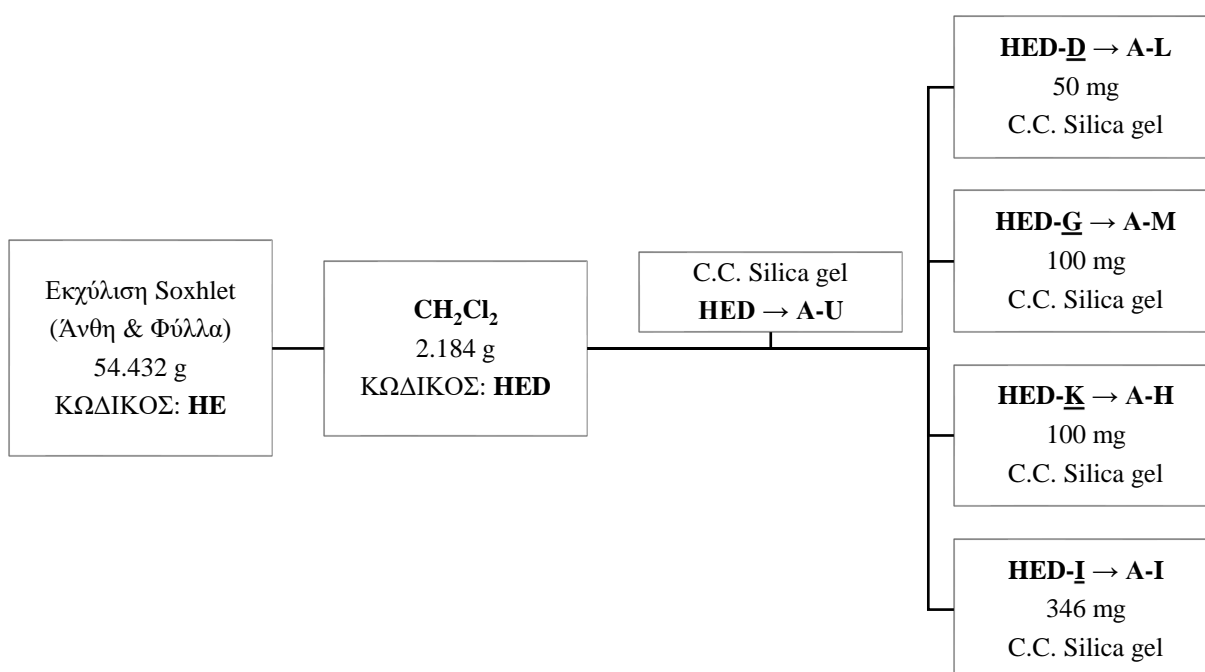 Εκχύλιση Soxhlet
(Άνθη & Φύλλα)
54.432 g
ΚΩΔΙΚΟΣ: HE
CH₂Cl₂
2.184 g
ΚΩΔΙΚΟΣ: HED
C.C. Silica gel
HED → A-U
HED-D → A-L
50 mg
C.C. Silica gel
HED-G → A-M
100 mg
C.C. Silica gel
HED-K → A-H
100 mg
C.C. Silica gel
HED-I → A-I
346 mg
C.C. Silica gel